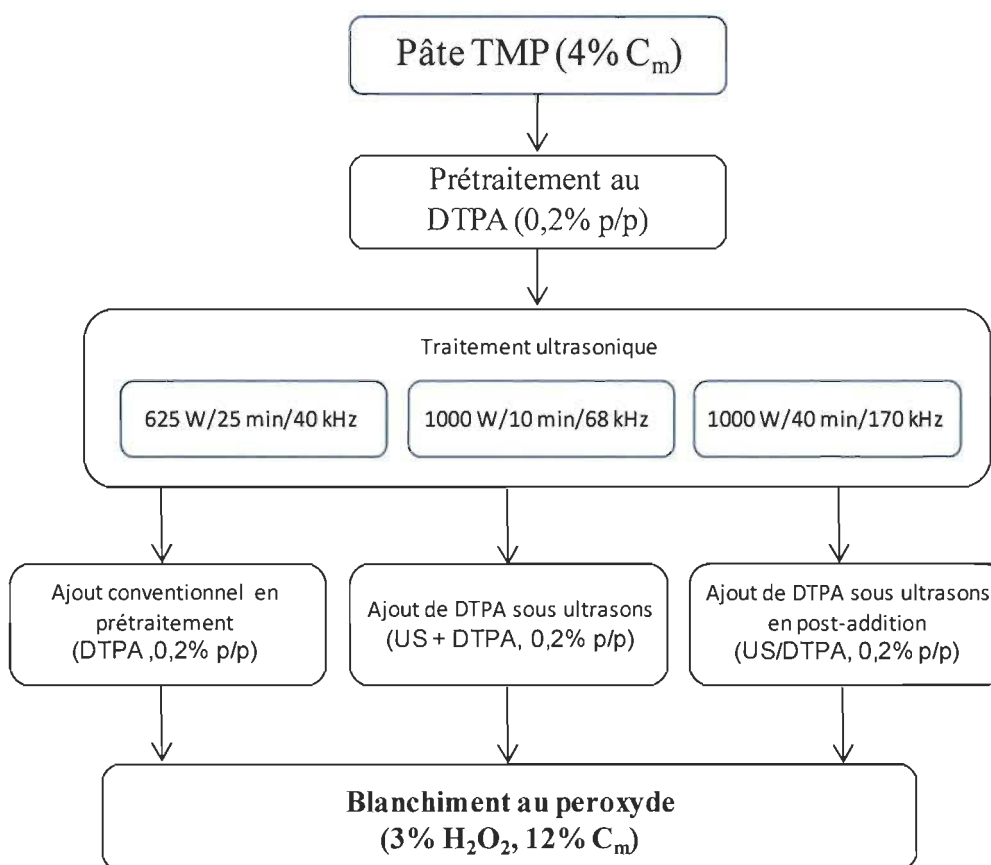 Pâte TMP (4% Cm)
Prétraitement au
DTPA (0,2% p/p)
Traitement ultrasonique
625 W/25 min/40 kHz
1000 W/10 min/68 kHz
1000 W/40 min/170 kHz
Ajout conventionnel en
prétraitement
(DTPA ,0,2% p/p)
Ajout de DTPA sous ultrasons
(US + DTPA, 0,2% p/p)
Ajout de DTPA sous ultrasons
en post-addition
(US/DTPA, 0,2% p/p)
Blanchiment au peroxyde
(3% H₂O₂, 12% Cm)